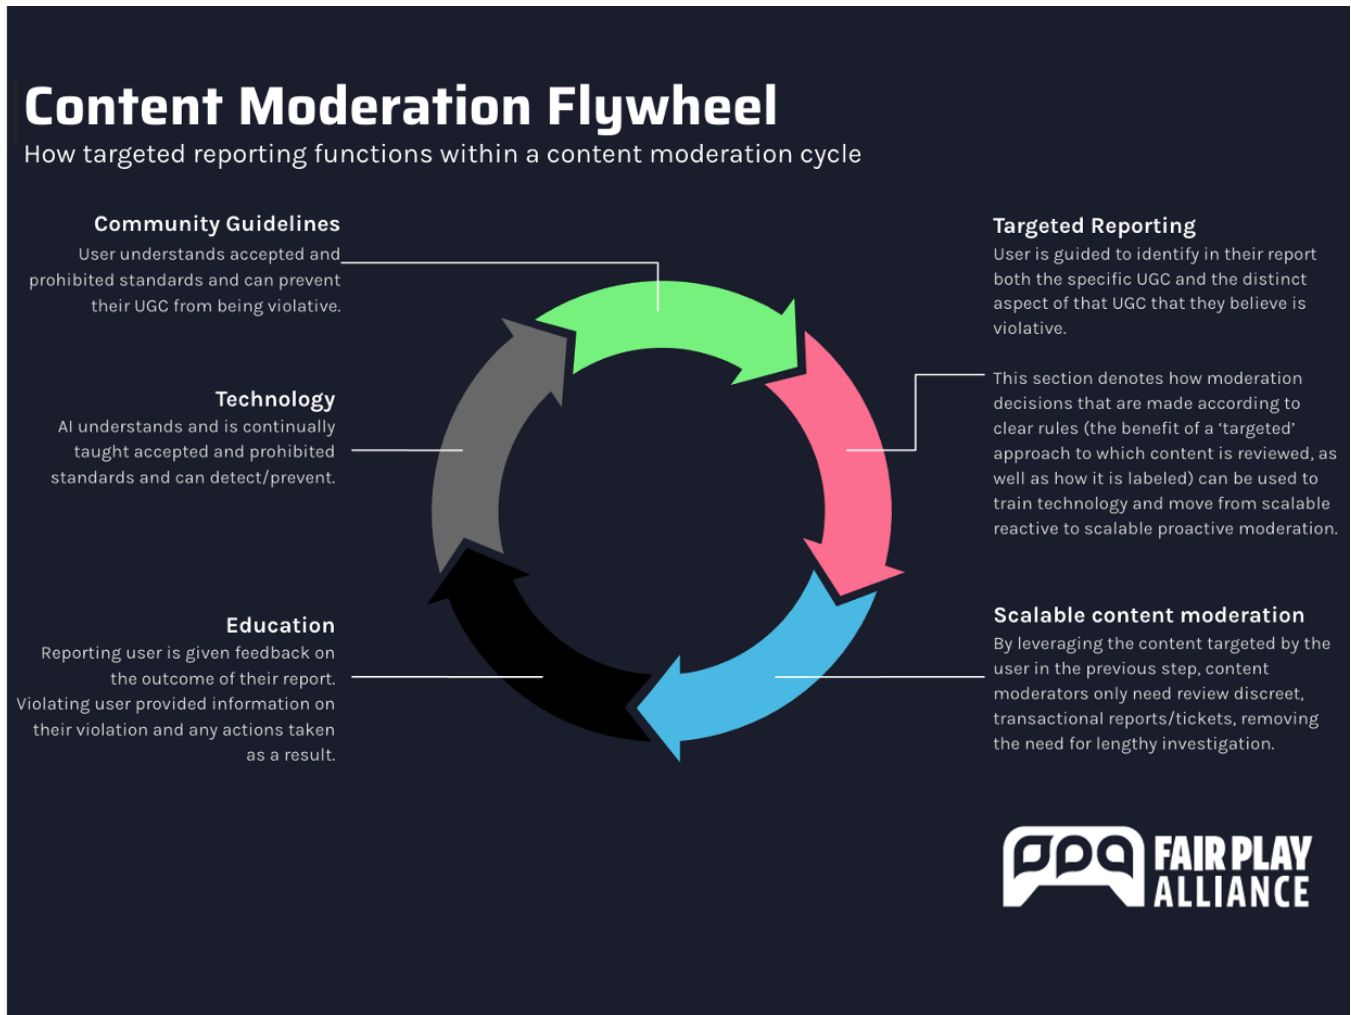 Content Moderation Flywheel
How targeted reporting functions within a content moderation cycle
Community Guidelines
User understands accepted and
prohibited standards and can prevent
their UGC from being violative.
Technology
AI understands and is continually
taught accepted and prohibited
standards and can detect/prevent.
Education
Reporting user is given feedback on
the outcome of their report.
Violating user provided information on
their violation and any actions taken
as a result.
Targeted Reporting
User is guided to identify in their report
both the specific UGC and the distinct
aspect of that UGC that they believe is
violative.
This section denotes how moderation
decisions that are made according to
clear rules (the benefit of a ‘targeted’
approach to which content is reviewed, as
well as how it is labeled) can be used to
train technology and move from scalable
reactive to scalable proactive moderation.
Scalable content moderation
By leveraging the content targeted by the
user in the previous step, content
moderators only need review discreet,
transactional reports/tickets, removing
the need for lengthy investigation.
FAIR PLAY
ALLIANCE